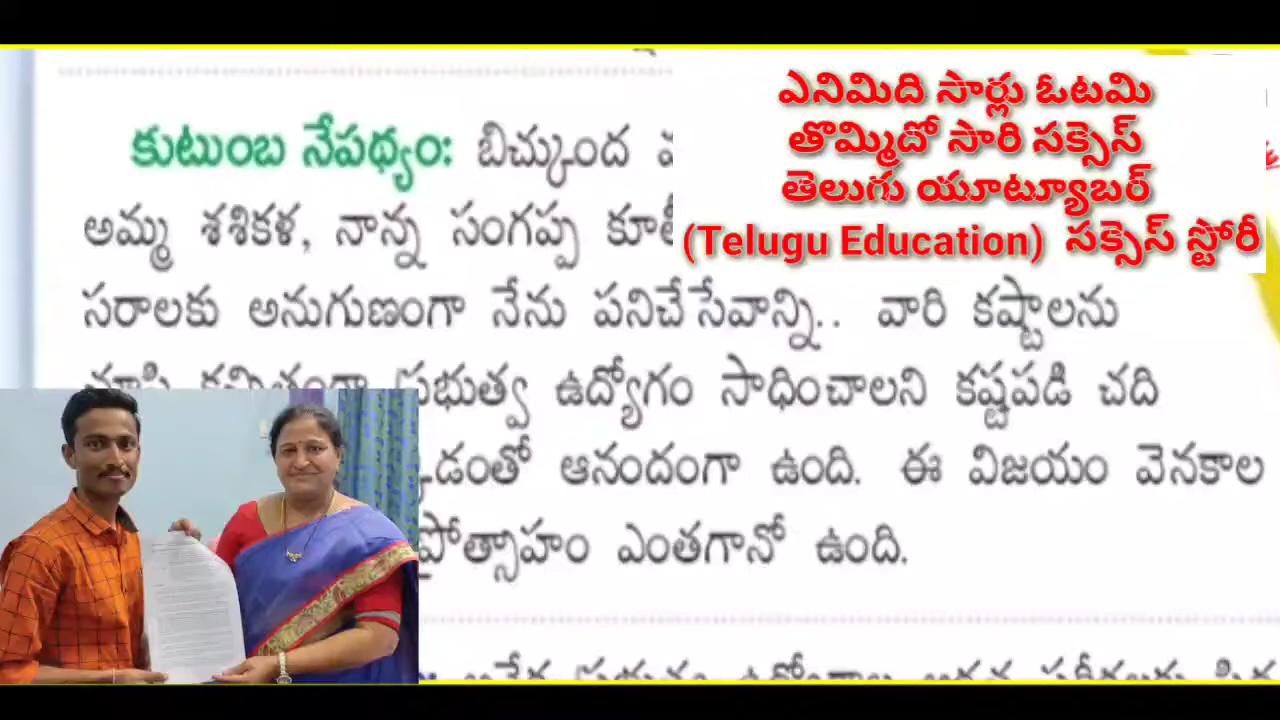 ఎనిమిది సార్లు ఓటమి
తొమ్మిదో సారి సక్సెస్
తెలుగు యూట్యూబర్
(Telugu Education) సక్సెస్ స్టోరీ
కుటుంబ నేపథ్యం: బిచ్కుంద
అమ్మ శశికళ, నాన్న సంగప్ప కూలీ
సరాలకు అనుగుణంగా నేను పనిచేసేవాన్ని.. వారి కష్టాలను
ఉద్యోగం సాధించాలని కష్టపడి చది
ఆనందంగా ఉంది. ఈ విజయం వెనకాల
ప్రోత్సాహం ఎంతగానో ఉంది.